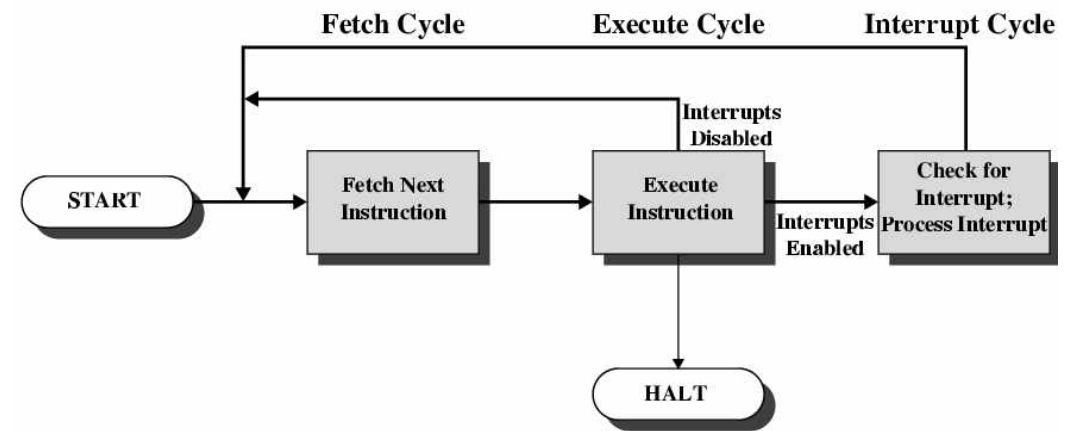 Fetch Cycle
Execute Cycle
Interrupt Cycle
Interrupts
Disabled
START
Fetch Next
Instruction
Execute
Instruction
Interrupts
Enabled
Check for
Interrupt;
Process Interrupt
HALT